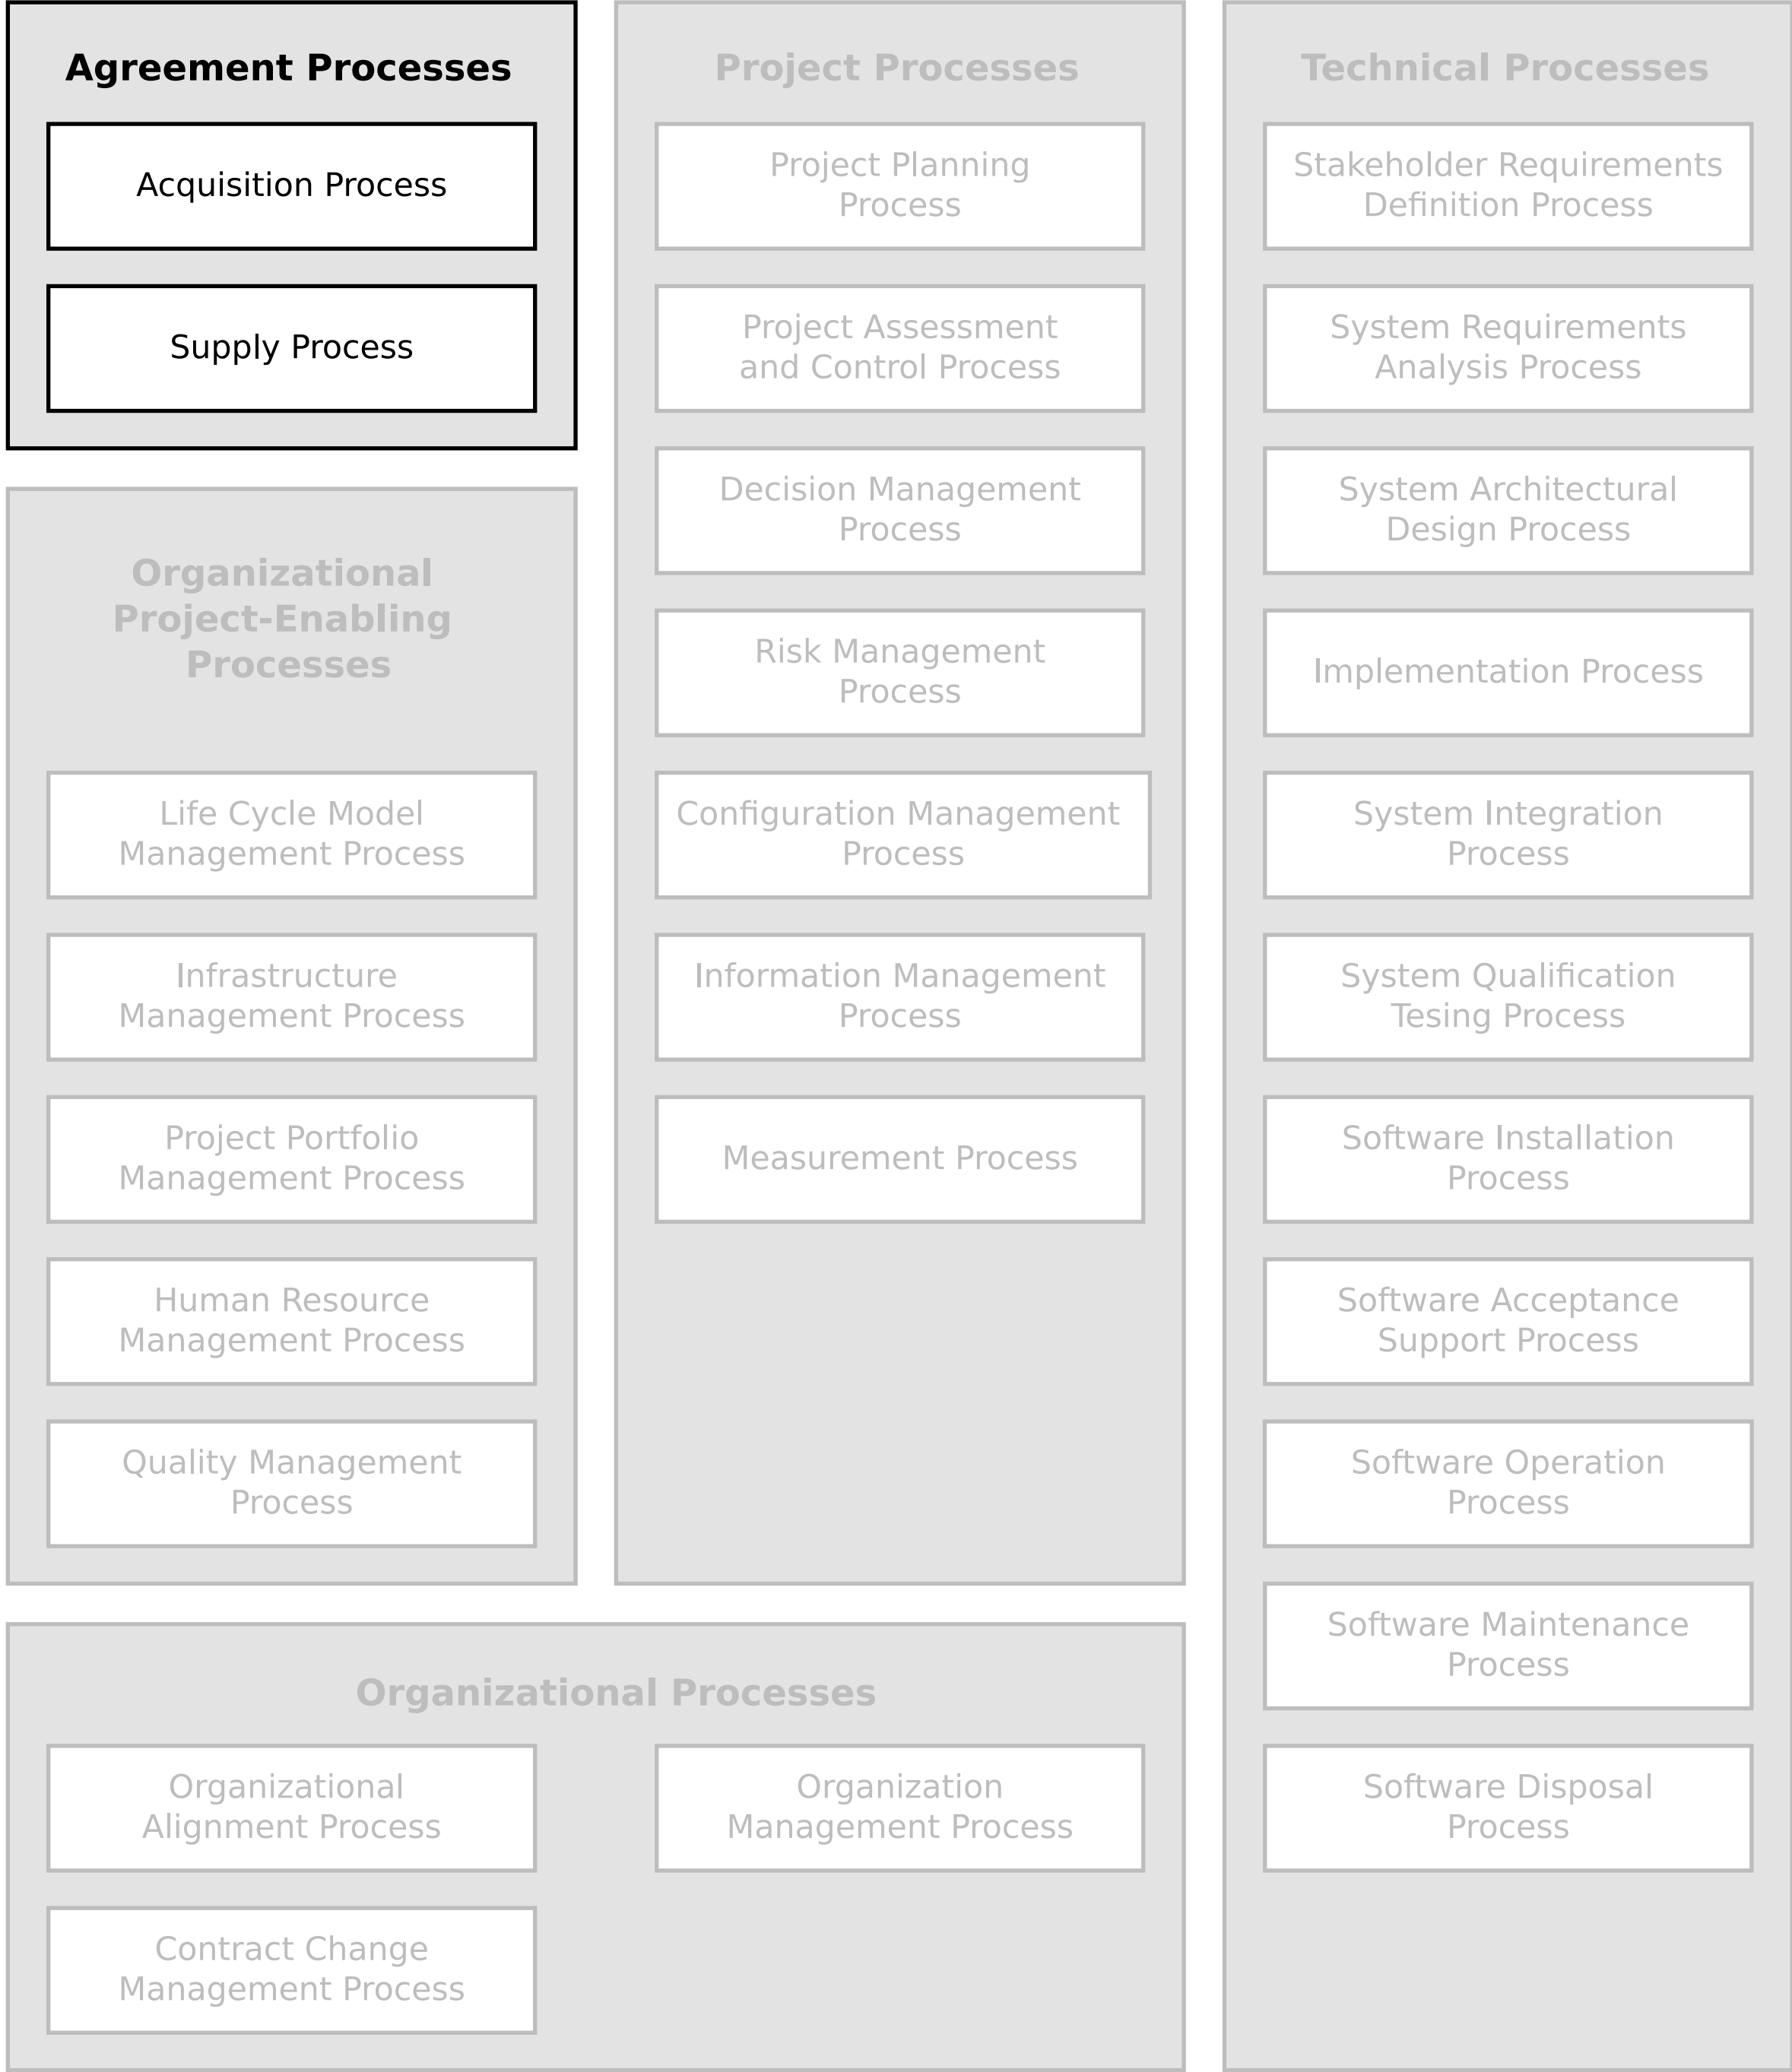 Agreement Processes
Acquisition Process
Supply Process
Organizational
Project-Enabling
Processes
Life Cycle Model
Management Process
Infrastructure
Management Process
Project Portfolio
Management Process
Human Resource
Management Process
Quality Management
Process
Project Processes
Project Planning
Process
Project Assessment
and Control Process
Decision Management
Process
Risk Management
Process
Configuration Management
Process
Information Management
Process
Measurement Process
Organizational Processes
Organizational
Alignment Process
Organization
Management Process
Contract Change
Management Process
Technical Processes
Stakeholder Requirements
Definition Process
System Requirements
Analysis Process
System Architectural
Design Process
Implementation Process
System Integration
Process
System Qualification
Tesing Process
Software Installation
Process
Software Acceptance
Support Process
Software Operation
Process
Software Maintenance
Process
Software Disposal
Process